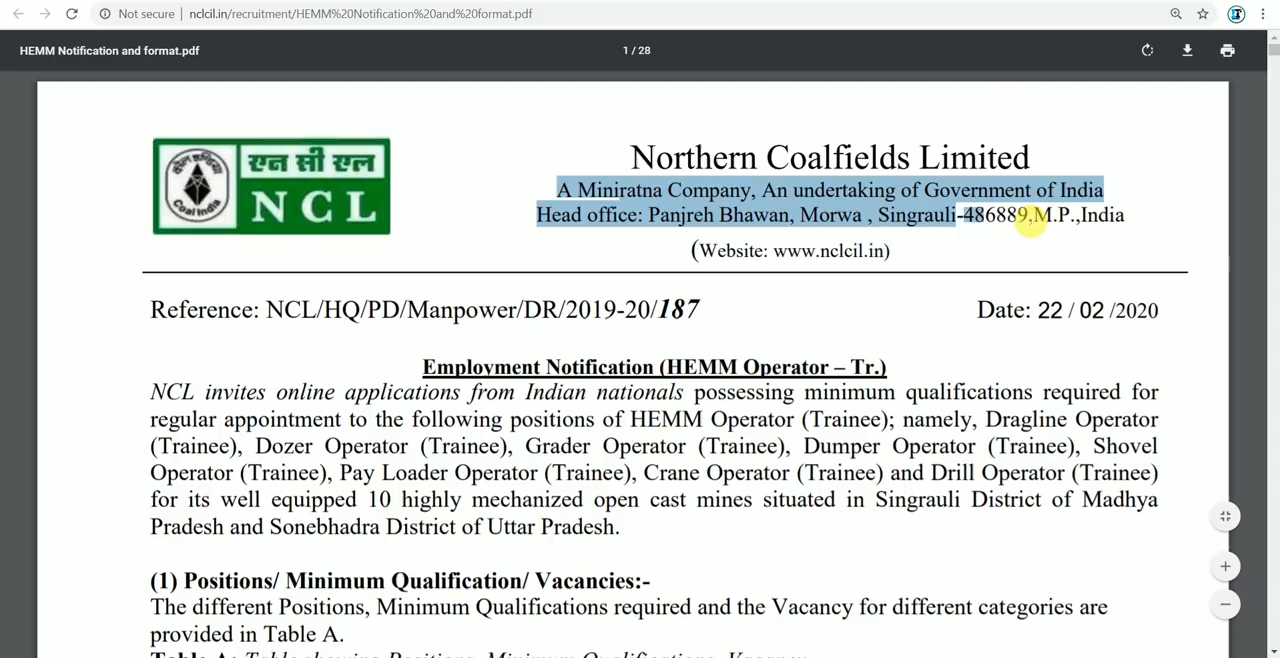 Not secure | nclcil.in/recruitment/HEMM%20Notification%20and%20format.pdf
HEMM Notification and format.pdf
1 / 28
एन सी एल
NCL
Coal India
Northern Coalfields Limited
A Miniratna Company, An undertaking of Government of India
Head office: Panjreh Bhawan, Morwa , Singrauli-486889,M.P.,India
(Website: www.nclcil.in)
Reference: NCL/HQ/PD/Manpower/DR/2019-20/187
Date: 22 / 02 /2020
Employment Notification (HEMM Operator – Tr.)
NCL invites online applications from Indian nationals possessing minimum qualifications required for
regular appointment to the following positions of HEMM Operator (Trainee); namely, Dragline Operator
(Trainee), Dozer Operator (Trainee), Grader Operator (Trainee), Dumper Operator (Trainee), Shovel
Operator (Trainee), Pay Loader Operator (Trainee), Crane Operator (Trainee) and Drill Operator (Trainee)
for its well equipped 10 highly mechanized open cast mines situated in Singrauli District of Madhya
Pradesh and Sonebhadra District of Uttar Pradesh.
(1) Positions/ Minimum Qualification/ Vacancies:-
The different Positions, Minimum Qualifications required and the Vacancy for different categories are
provided in Table A.
Table A: Table showing Positions, Minimum Qualifications, Vacancy